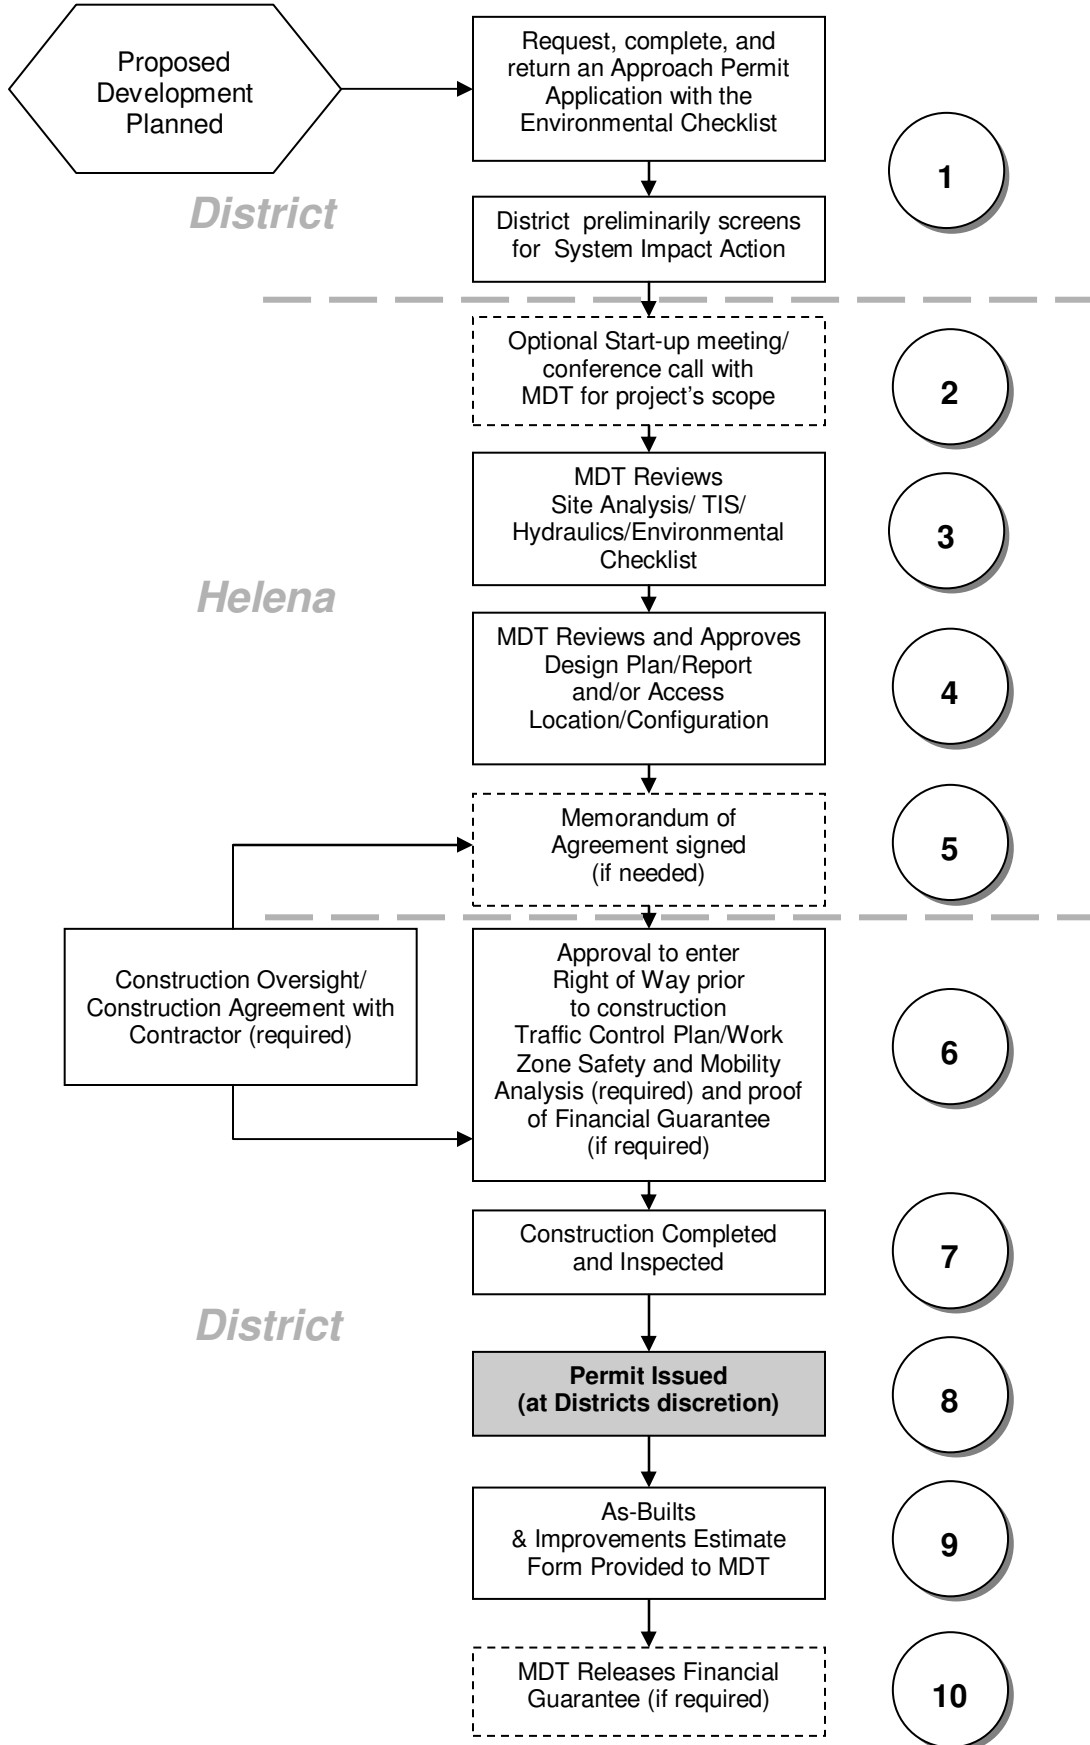 Proposed
Development
Planned
Request, complete, and
return an Approach Permit
Application with the
Environmental Checklist
1
District
District preliminarily screens
for System Impact Action
Optional Start-up meeting/
conference call with
MDT for project's scope
2
MDT Reviews
Site Analysis/ TIS/
Hydraulics/Environmental
Checklist
3
Helena
MDT Reviews and Approves
Design Plan/Report
and/or Access
Location/Configuration
4
Memorandum of
Agreement signed
(if needed)
5
Construction Oversight/
Construction Agreement with
Contractor (required)
Approval to enter
Right of Way prior
to construction
Traffic Control Plan/Work
Zone Safety and Mobility
Analysis (required) and proof
of Financial Guarantee
(if required)
6
Construction Completed
and Inspected
7
District
Permit Issued
(at Districts discretion)
8
As-Builts
& Improvements Estimate
Form Provided to MDT
9
MDT Releases Financial
Guarantee (if required)
10